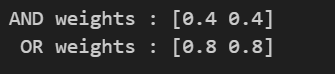 AND weights : [0.4 0.4]
OR weights : [0.8 0.8]